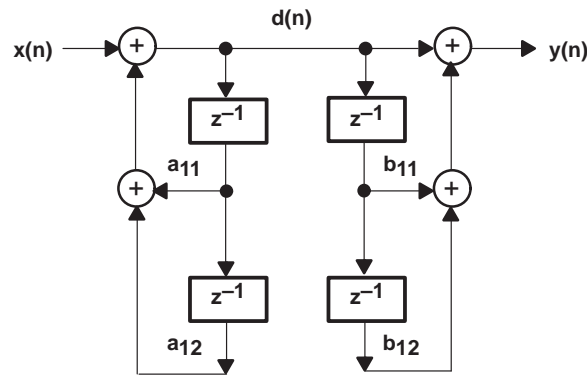 d(n)
x(n) + + y(n)
z–1 z–1
a11 b11
+ +
z–1 z–1
a12 b12